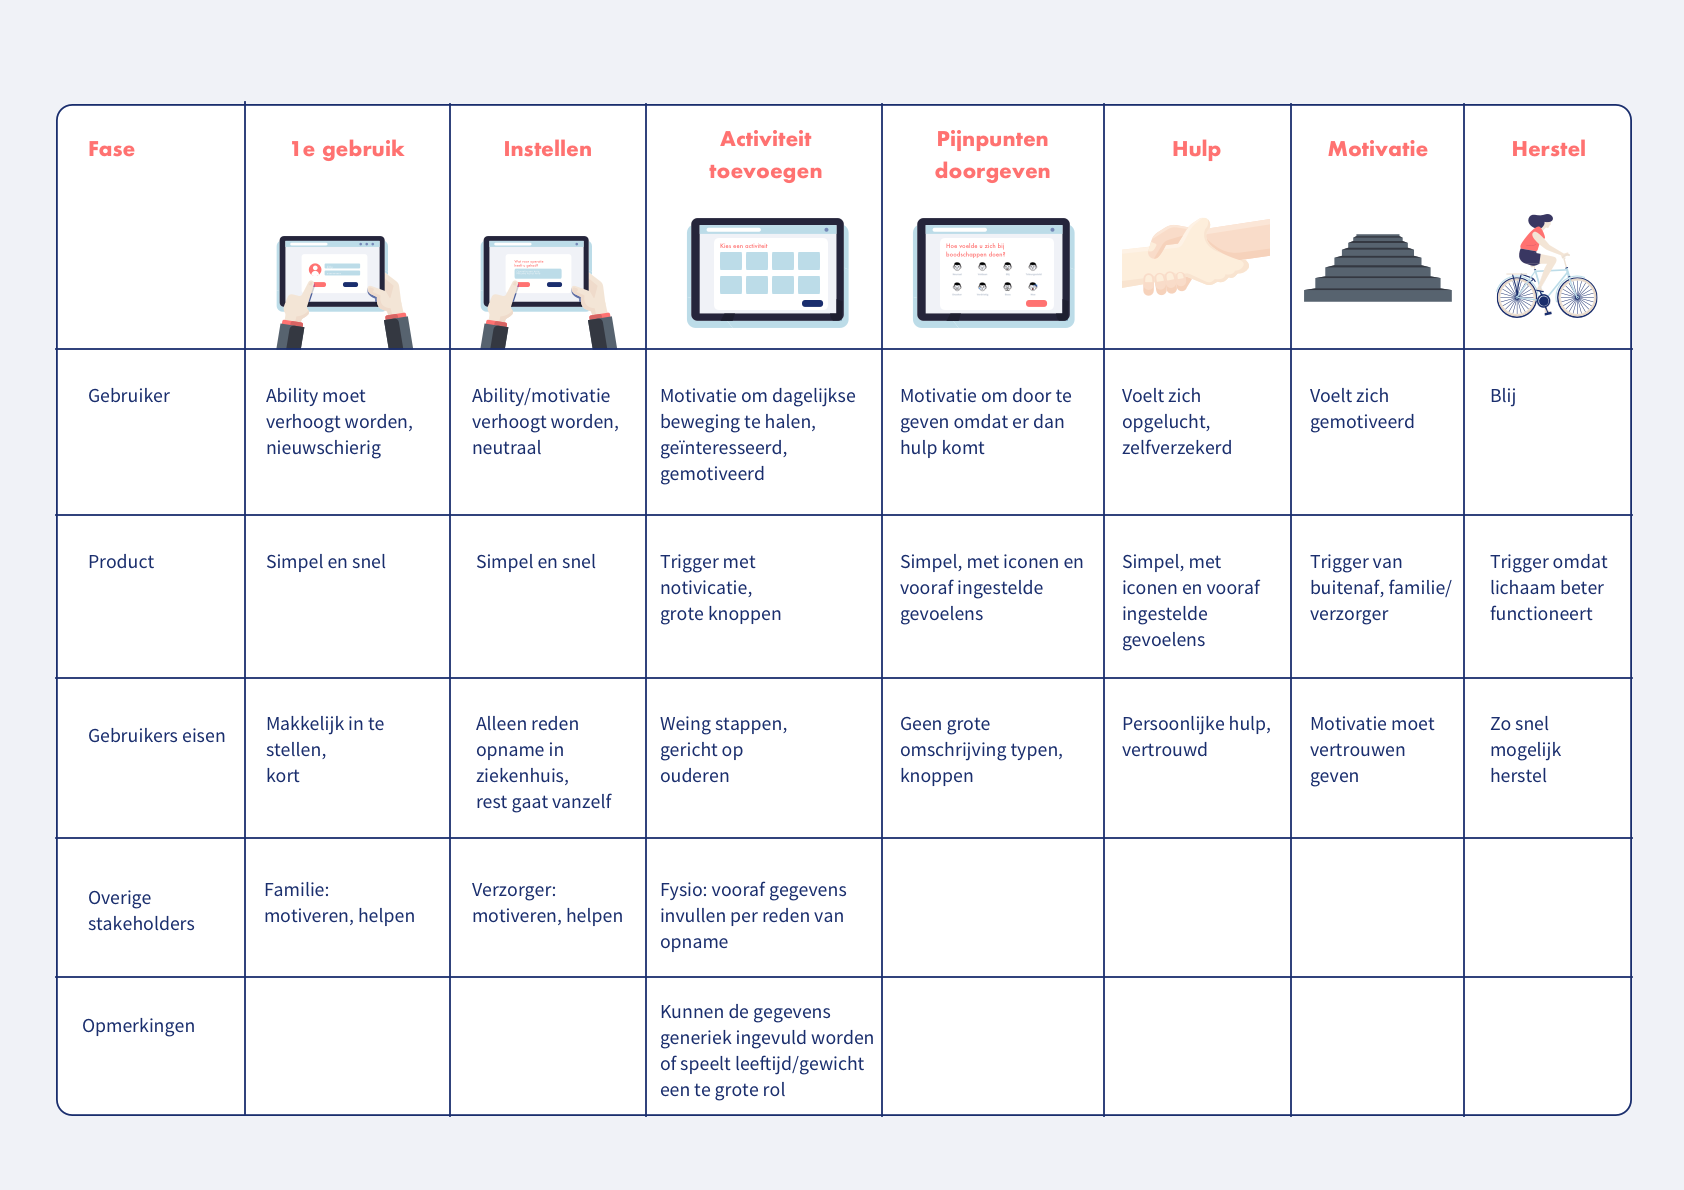 Fase
1e gebruik
Instellen
Activiteit
toevoegen
Pijnpunten
doorgeven
Hulp
Motivatie
Herstel
Kies een activiteit
Hoe voelde u zich bij
boodschappen doen?
Gebruiker
Ability moet
verhoogt worden,
nieuwschierig
Ability/motivatie
verhoogt worden,
neutraal
Motivatie om dagelijkse
beweging te halen,
geïnteresseerd,
gemotiveerd
Motivatie om door te
geven omdat er dan
hulp komt
Voelt zich
opgelucht,
zelfverzekerd
Voelt zich
gemotiveerd
Blij
Product
Simpel en snel
Simpel en snel
Trigger met
notivicatie,
grote knoppen
Simpel, met iconen en
vooraf ingestelde
gevoelens
Simpel, met
iconen en vooraf
ingestelde
gevoelens
Trigger van
buitenaf, familie/
verzorger
Trigger omdat
lichaam beter
functioneert
Gebruikers eisen
Makkelijk in te
stellen,
kort
Alleen reden
opname in
ziekenhuis,
rest gaat vanzelf
Weing stappen,
gericht op
ouderen
Geen grote
omschrijving typen,
knoppen
Persoonlijke hulp,
vertrouwd
Motivatie moet
vertrouwen
geven
Zo snel
mogelijk
herstel
Overige
stakeholders
Familie:
motiveren, helpen
Verzorger:
motiveren, helpen
Fysio: vooraf gegevens
invullen per reden van
opname
Opmerkingen
Kunnen de gegevens
generiek ingevuld worden
of speelt leeftijd/gewicht
een te grote rol